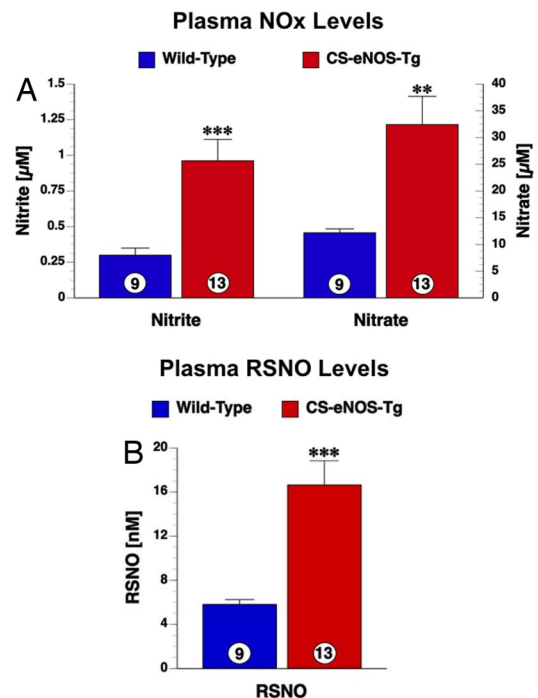 Plasma NOx Levels
Wild-Type CS-eNOS-Tg
A
1.5
1.25
1
0.75
0.5
0.25
0
Nitrite [µM]
***
**
40
35
30
25
20
15
10
5
0
Nitrate [µM]
9 13 9 13
Nitrite Nitrate
Plasma RSNO Levels
Wild-Type CS-eNOS-Tg
B
20
16
12
8
4
0
RSNO [nM]
***
9 13
RSNO